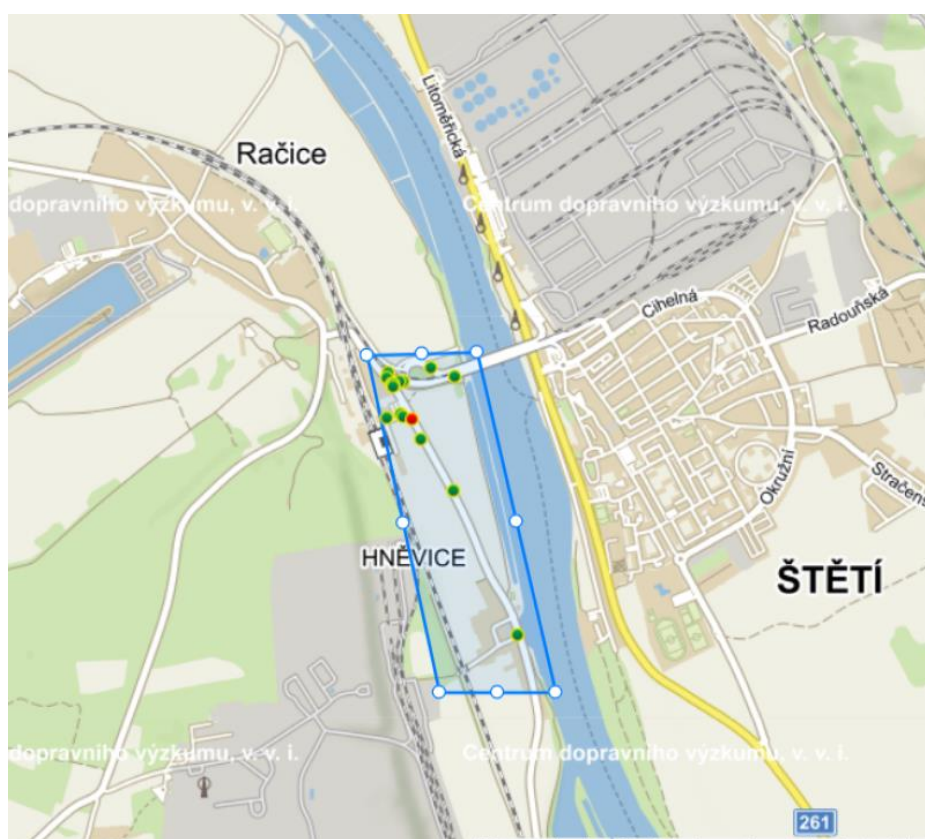 Litoměřická
Račice
dopravního výzkumu, v. v. i.
Centrum dopravního výzkumu, v. v. i.
Cihelná
Radouňská
Okružní
Stračens
HNĚVICE
ŠTĚTÍ
dopravního výzkumu, v. v. i.
Centrum dopravního výzkumu, v. v. i.
261